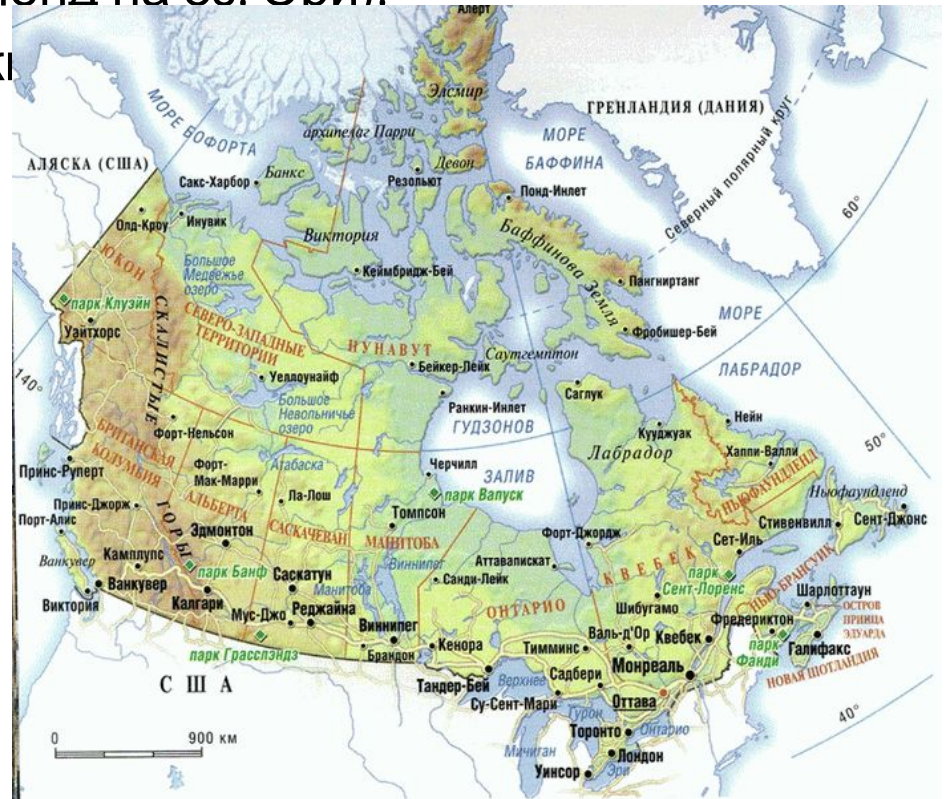 Алерт
Элсмир
ГРЕНЛАНДИЯ (ДАНИЯ)
МОРЕ БОФОРТА
архипелаг Парри
МОРЕ
БАФФИНА
Северный полярный круг
АЛЯСКА (США)
Сакс-Харбор
Банкс
Девон
Резольют
Понд-Инлет
60°
Олд-Кроу
Инувик
Виктория
Баффинова Земля
ЮКОН
Большое
Медвежье
озеро
Кеймбридж-Бей
Пангниртанг
парк Клуэйн
Уайтхорс
СКАЛИСТЫЕ
ГОРЫ
СЕВЕРО-ЗАПАДНЫЕ
ТЕРРИТОРИИ
НУНАВУТ
Саутгемптон
Фробишер-Бей
МОРЕ
ЛАБРАДОР
140°
Бейкер-Лейк
Уеллоунайф
Большое
Невольничье
озеро
Ранкин-Инлет
ГУДЗОНОВ
ЗАЛИВ
Саглук
Нейн
50°
Форт-Нельсон
Кууджуак
Лабрадор
Хаппи-Валли
БРИТАНСКАЯ
КОЛУМБИЯ
Принс-Руперт
Форт-
Мак-Марри
Атабаска
Черчилл
парк Вапуск
НЬЮФАУНДЛЕНД
Ньюфаундленд
АЛЬБЕРТА
Ла-Лош
Принс-Джорж
Порт-Алис
Томпсон
Стивенвилл
Сент-Джонс
Эдмонтон
САСКАЧЕВАН
МАНИТОБА
Форт-Джордж
Сет-Иль
Ванкувер
Камплупс
парк Банф
Саскатун
Виннипег
Аттавапискат
КВЕБЕК
парк
Сент-Лоренс
НЬЮ-БРАНСУИК
Ванкувер
Манитоба
Санди-Лейк
Шарлоттаун
Виктория
Калгари
Мус-Джо
Реджайна
ОНТАРИО
Шибугамо
ОСТРОВ
ПРИНЦА
ЭДУАРДА
Фредериктон
Виннипег
Кенора
Тимминс
Валь-д'Ор
Квебек
парк
Фанди
Галифакс
парк Грасслэндз
Брандон
Монреаль
НОВАЯ ШОТЛАНДИЯ
США
Тандер-Бей
Верхнее
Садбери
Су-Сент-Мари
Оттава
40°
Гурон
Торонто
Онтарио
0
900 км
Мичиган
Лондон
Уинсор
Эри